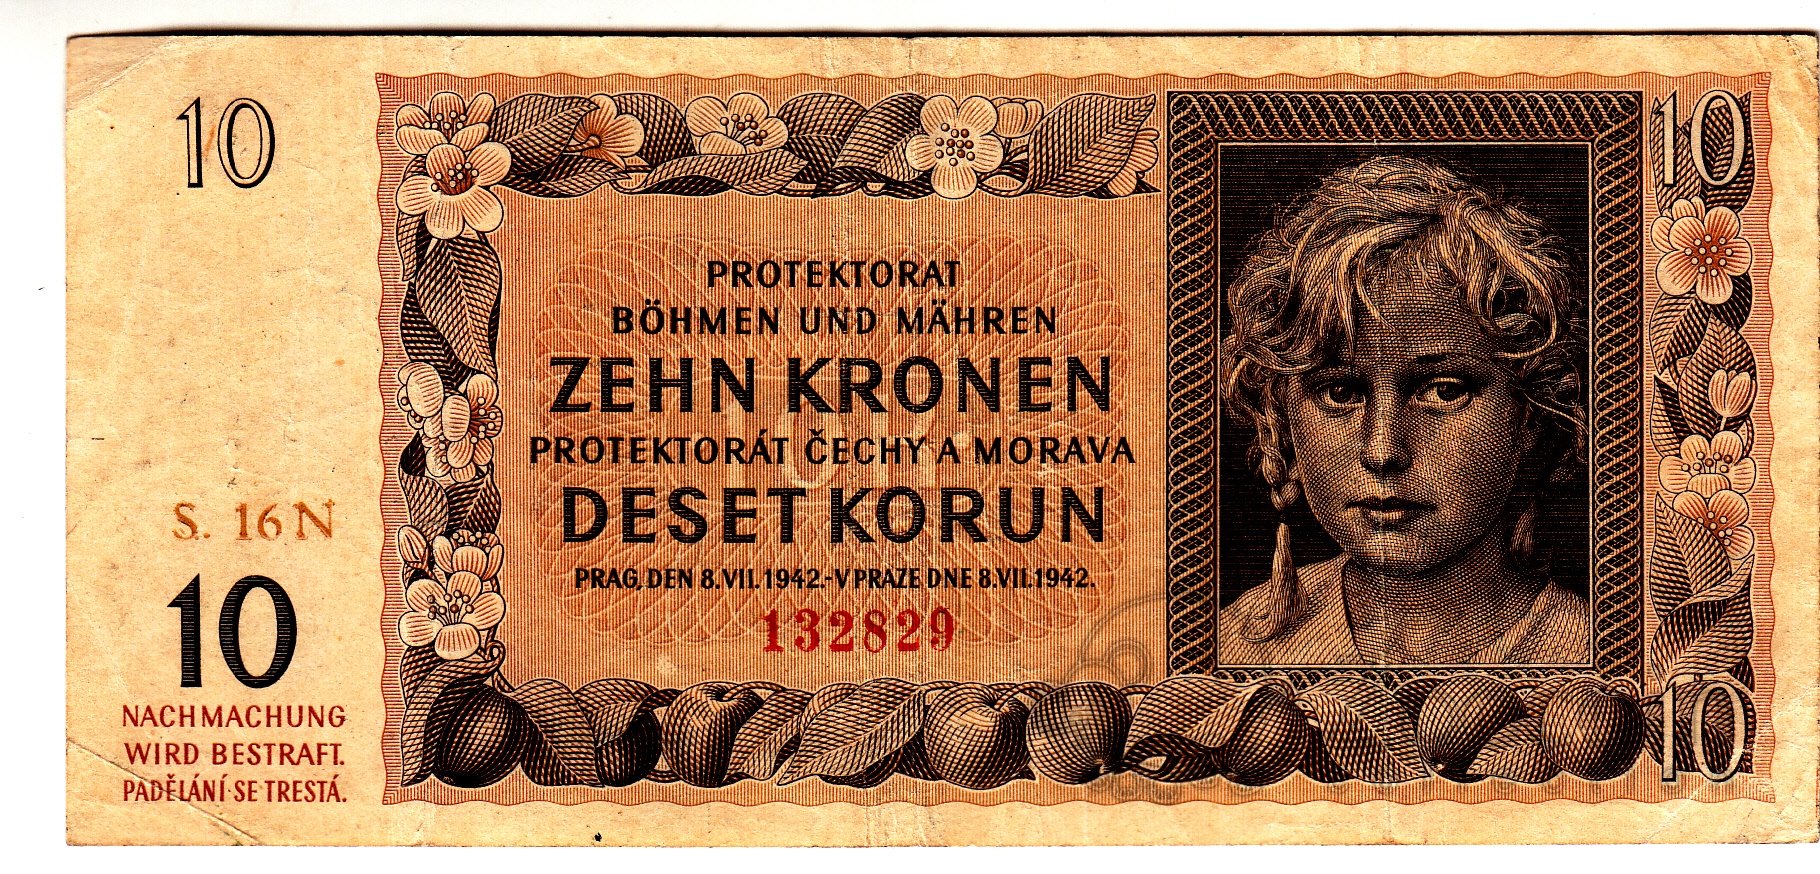 10
10
PROTEKTORAT
BÖHMEN UND MÄHREN
ZEHN KRONEN
PROTEKTORÁT ČECHY A MORAVA
DESET KORUN
PRAG, DEN 8.VII.1942.-V PRAZE DNE 8.VII.1942.
132829
S. 16 N
10
NACHMACHUNG
WIRD BESTRAFT.
PADĚLÁNÍ SE TRESTÁ.
10